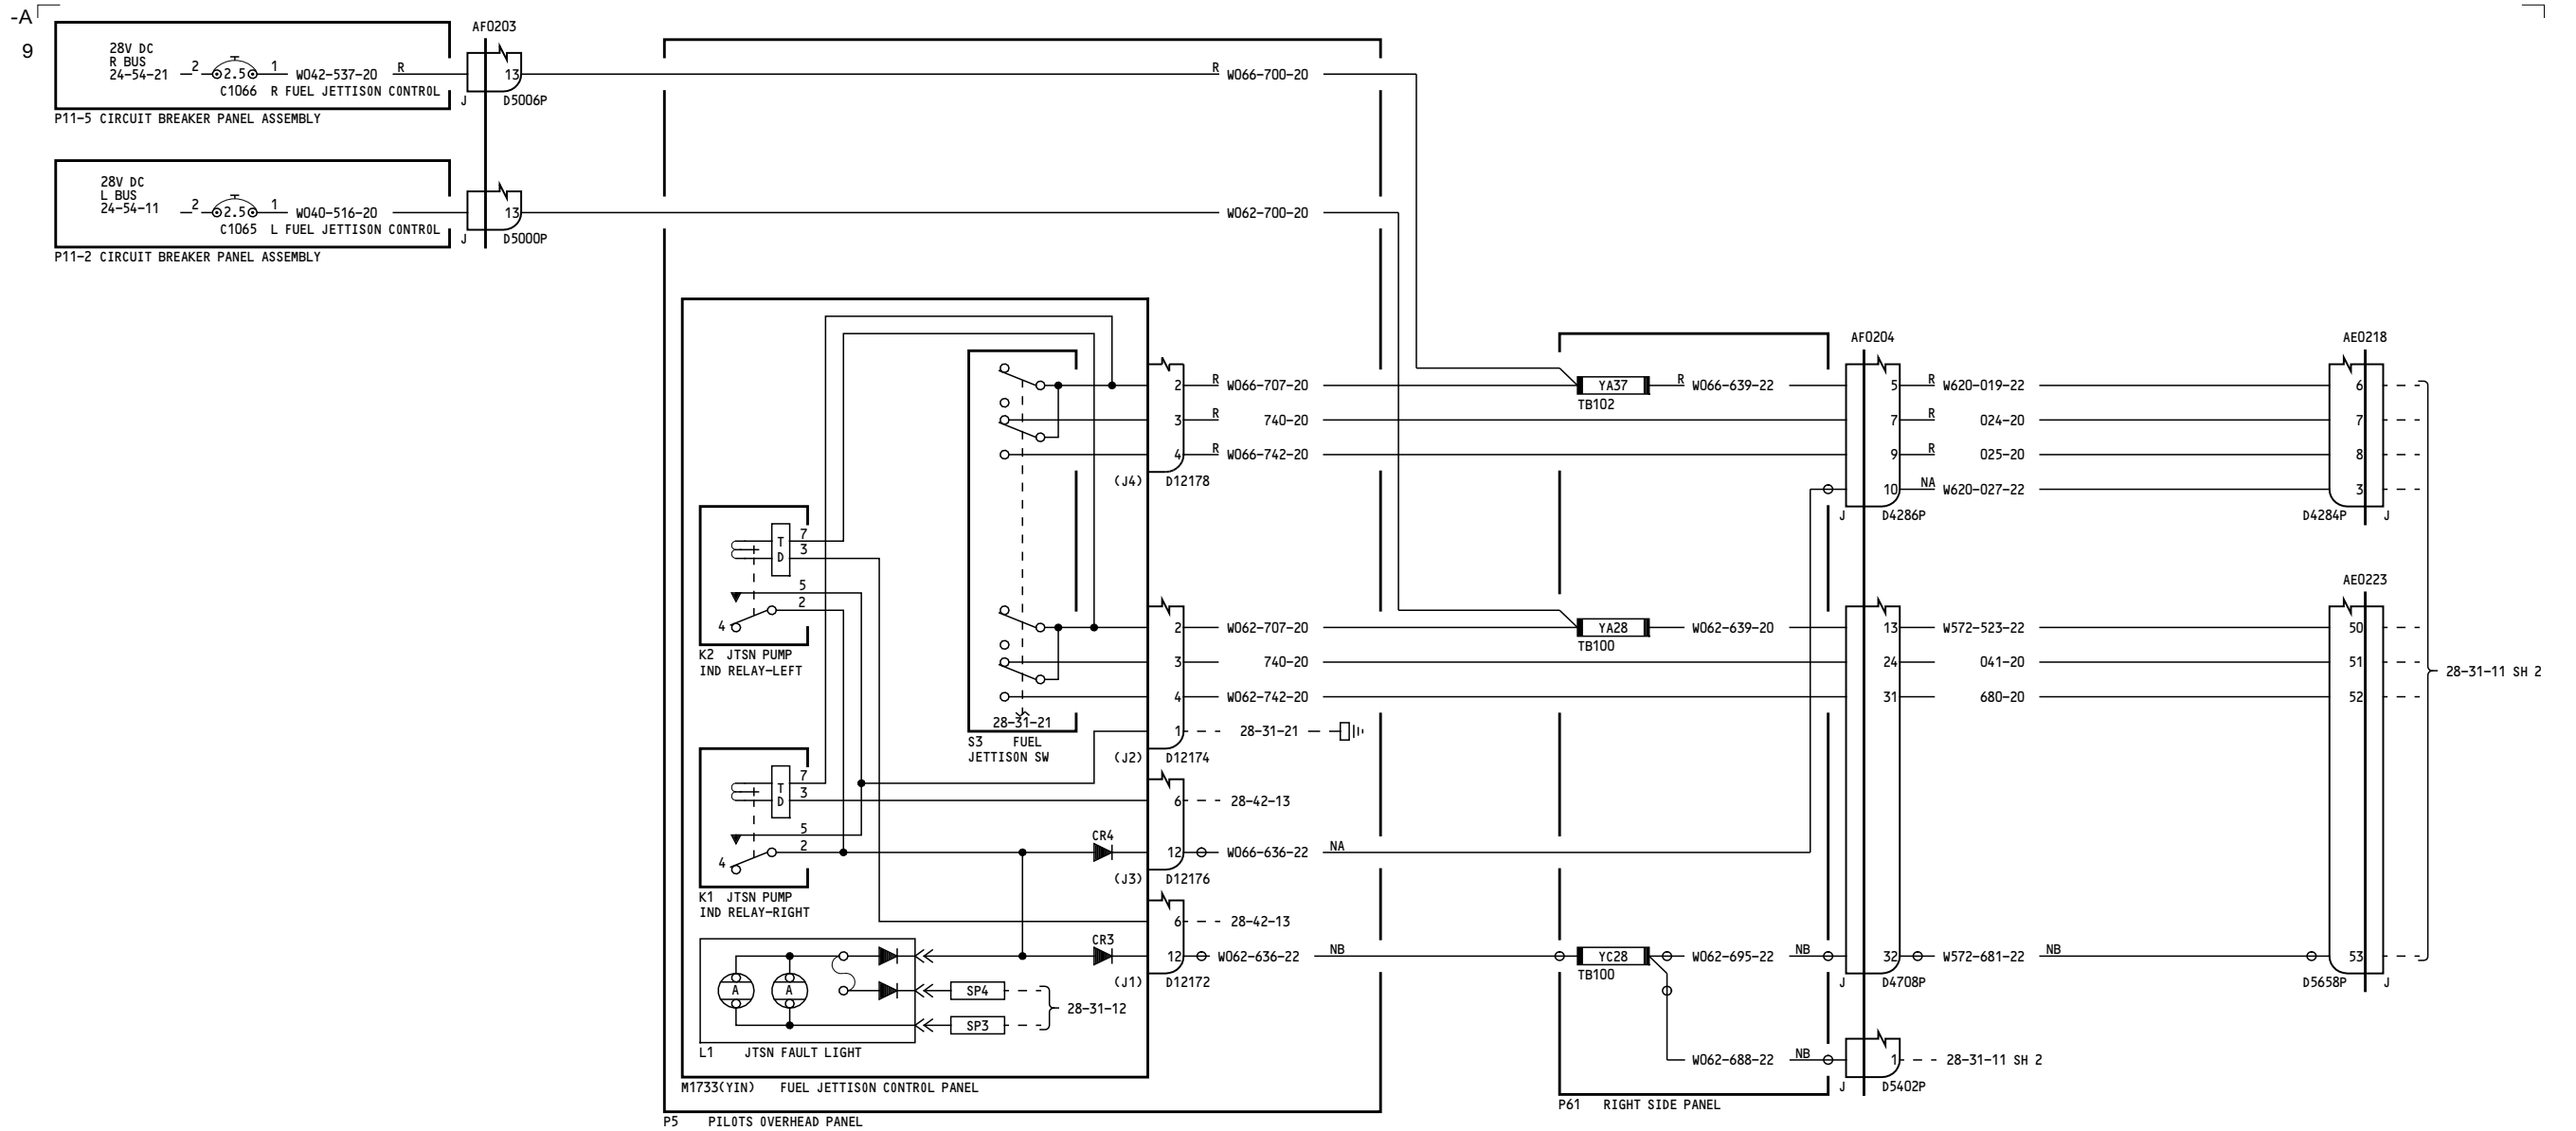 -A
9
28V DC
R BUS
24-54-21
2
2.5
1
W042-537-20
R
C1066 R FUEL JETTISON CONTROL
P11-5 CIRCUIT BREAKER PANEL ASSEMBLY
AF0203
13
J
D5006P
R W066-700-20
28V DC
L BUS
24-54-11
2
2.5
1
W040-516-20
C1065 L FUEL JETTISON CONTROL
P11-2 CIRCUIT BREAKER PANEL ASSEMBLY
13
J
D5000P
W062-700-20
2
R W066-707-20
3
R 740-20
4
R W066-742-20
(J4)
D12178
YA37
TB102
R W066-639-22
AF0204
5
R W620-019-22
7
R 024-20
9
R 025-20
10
NA W620-027-22
J
D4286P
AE0218
6
7
8
3
D4284P
J
T
D
7
3
5
2
4
K2 JTSN PUMP
IND RELAY-LEFT
28-31-21
S3 FUEL
JETTISON SW
2
W062-707-20
3
740-20
4
W062-742-20
1
28-31-21
(J2)
D12174
YA28
TB100
W062-639-20
13
W572-523-22
24
041-20
31
680-20
AE0223
50
51
52
28-31-11 SH 2
T
D
7
3
5
2
4
K1 JTSN PUMP
IND RELAY-RIGHT
6
28-42-13
CR4
12
W066-636-22
NA
(J3)
D12176
6
28-42-13
CR3
12
W062-636-22
NB
(J1)
D12172
YC28
TB100
W062-695-22
NB
32
W572-681-22
NB
53
J
D4708P
D5658P
J
A
A
SP4
SP3
28-31-12
L1 JTSN FAULT LIGHT
W062-688-22
NB
1
28-31-11 SH 2
J
D5402P
M1733(YIN) FUEL JETTISON CONTROL PANEL
P61 RIGHT SIDE PANEL
P5 PILOTS OVERHEAD PANEL